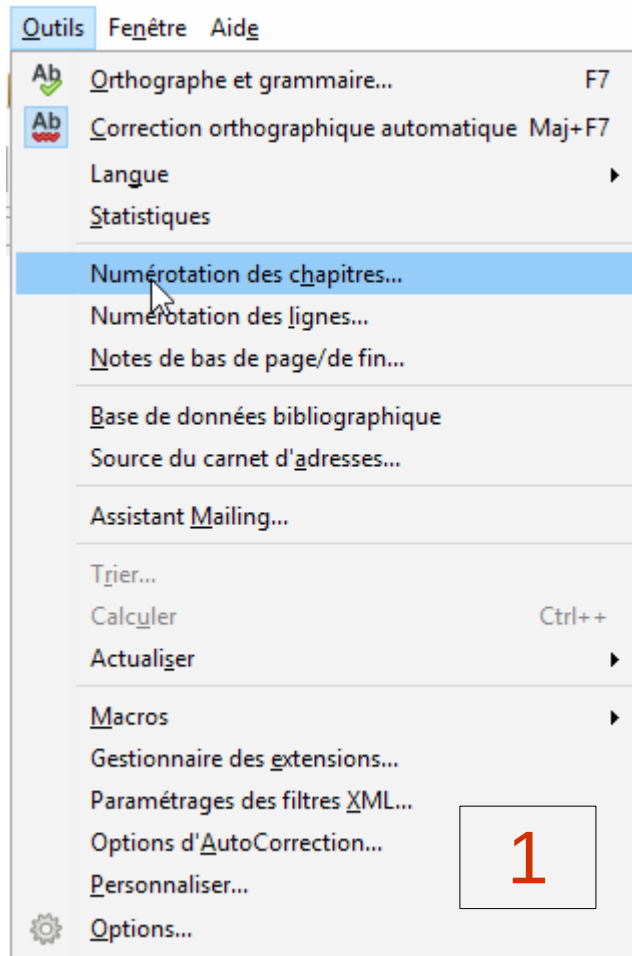 Outils Fenêtre Aide
Ab Orthographe et grammaire... F7
Ab Correction orthographique automatique Maj+F7
Langue
Statistiques
Numérotation des chapitres...
Numérotation des lignes...
Notes de bas de page/de fin...
Base de données bibliographique
Source du carnet d'adresses...
Assistant Mailing...
Trier...
Calculer Ctrl++
Actualiser
Macros
Gestionnaire des extensions...
Paramétrages des filtres XML...
Options d'AutoCorrection...
Personnaliser...
Options...
1